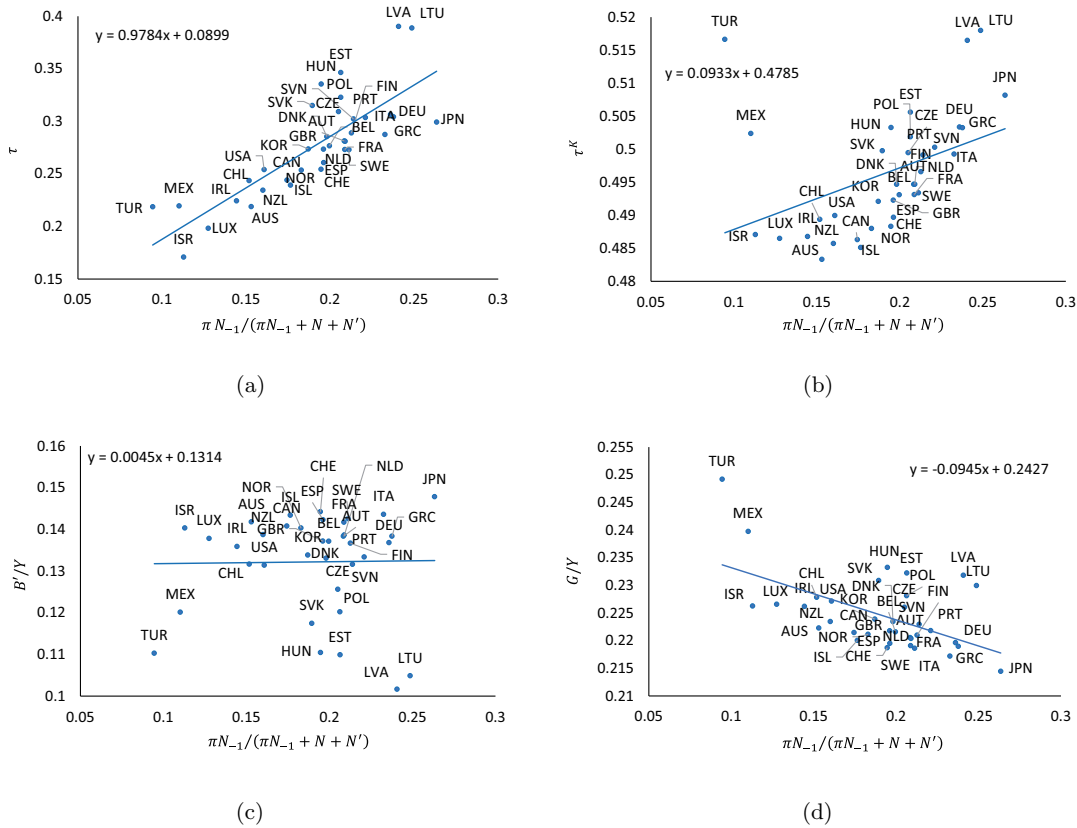 0.4
0.35
0.3
0.25
0.2
0.15
0.05
0.1
0.15
0.2
0.25
0.3
τ
y = 0.9784x + 0.0899
LVA LTU
EST
HUN
FIN
SVN POL
SVK CZE PRT
DNK AUT ITA DEU JPN
GBR BEL GRC
KOR FRA
USA CAN NLD
CHL SWE
MEX IRL NOR ESP
TUR NZL ISL CHE
AUS
ISR LUX
π N₋₁/(πN₋₁ + N + N′)
(a)
0.52
0.515
0.51
0.505
0.5
0.495
0.49
0.485
0.48
0.05
0.1
0.15
0.2
0.25
0.3
τᴷ
y = 0.0933x + 0.4785
TUR LVA LTU
JPN
EST
POL DEU
MEX HUN CZE GRC
PRT SVN
SVK FIN ITA
DNK AUT NLD
CHL KOR BEL FRA
USA SWE
IRL ESP GBR
LUX NZL CAN CHE
ISR NOR
AUS ISL
πN₋₁/(πN₋₁ + N + N′)
(b)
0.16
0.15
0.14
0.13
0.12
0.11
0.1
0.05
0.1
0.15
0.2
0.25
0.3
B′/Y
y = 0.0045x + 0.1314
CHE NLD
NOR JPN
ISL ESP SWE ITA
ISR AUS CAN FRA
LUX NZL BEL AUT GRC
IRL GBR KOR DEU
USA DNK PRT FIN
CHL CZE SVN
MEX SVK POL
TUR HUN EST LTU
LVA
πN₋₁/(πN₋₁ + N + N′)
(c)
0.255
0.25
0.245
0.24
0.235
0.23
0.225
0.22
0.215
0.21
0.05
0.1
0.15
0.2
0.25
0.3
G/Y
y = -0.0945x + 0.2427
TUR
MEX
HUN EST LVA
SVK POL LTU
CHL DNK CZE FIN
ISR LUX IRL USA KOR SVN
NZL CAN BEL AUT PRT
AUS NOR GBR NLD FRA DEU
ISL CHE ESP SWE ITA GRC JPN
πN₋₁/(πN₋₁ + N + N′)
(d)